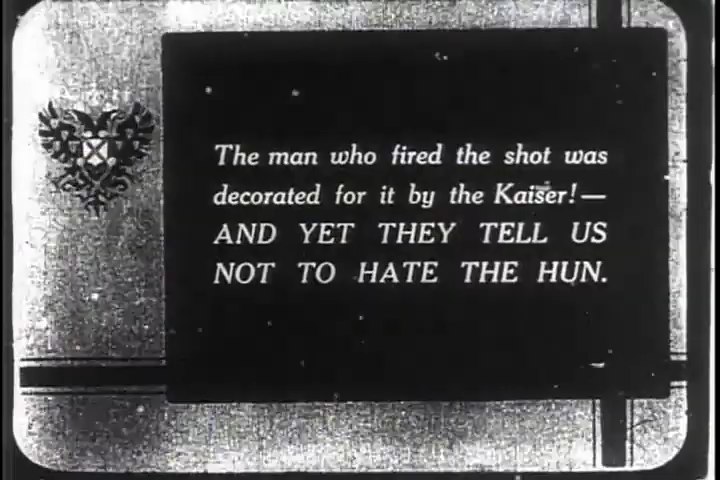 The man who fired the shot was
decorated for it by the Kaiser!—
AND YET THEY TELL US
NOT TO HATE THE HUN.